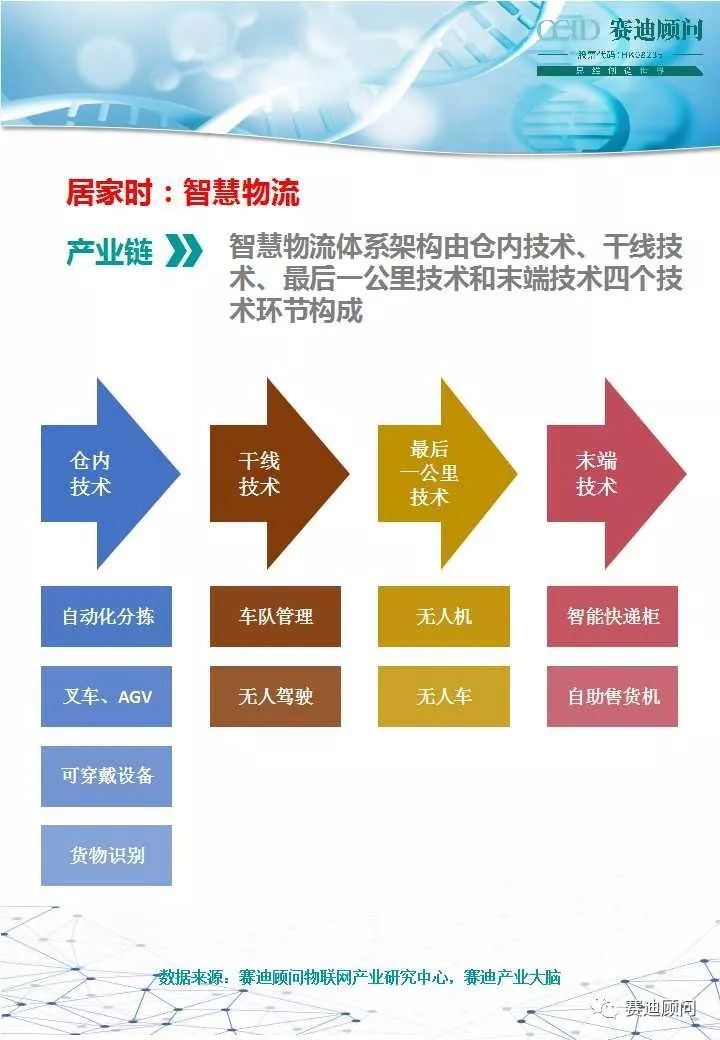 CCID 赛迪顾问
股票代码:HK08235
思维创造世界
居家时：智慧物流
产业链
智慧物流体系架构由仓内技术、干线技
术、最后一公里技术和末端技术四个技
术环节构成
仓内
技术
干线
技术
最后
一公里
技术
末端
技术
自动化分拣
车队管理
无人机
智能快递柜
叉车、AGV
无人驾驶
无人车
自助售货机
可穿戴设备
货物识别
数据来源：赛迪顾问物联网产业研究中心，赛迪产业大脑
赛迪顾问